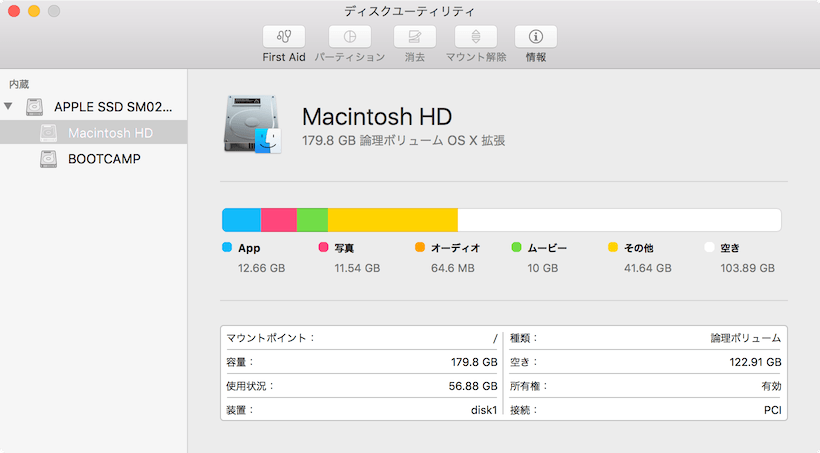 ディスクユーティリティ
First Aid パーティション 消去 マウント解除 情報
内蔵
APPLE SSD SM02...
Macintosh HD
BOOTCAMP
Macintosh HD
179.8 GB 論理ボリューム OS X 拡張
App 写真 オーディオ ムービー その他 空き
12.66 GB 11.54 GB 64.6 MB 10 GB 41.64 GB 103.89 GB
マウントポイント： / 種類： 論理ボリューム
容量： 179.8 GB 空き： 122.91 GB
使用状況： 56.88 GB 所有権： 有効
装置： disk1 接続： PCI